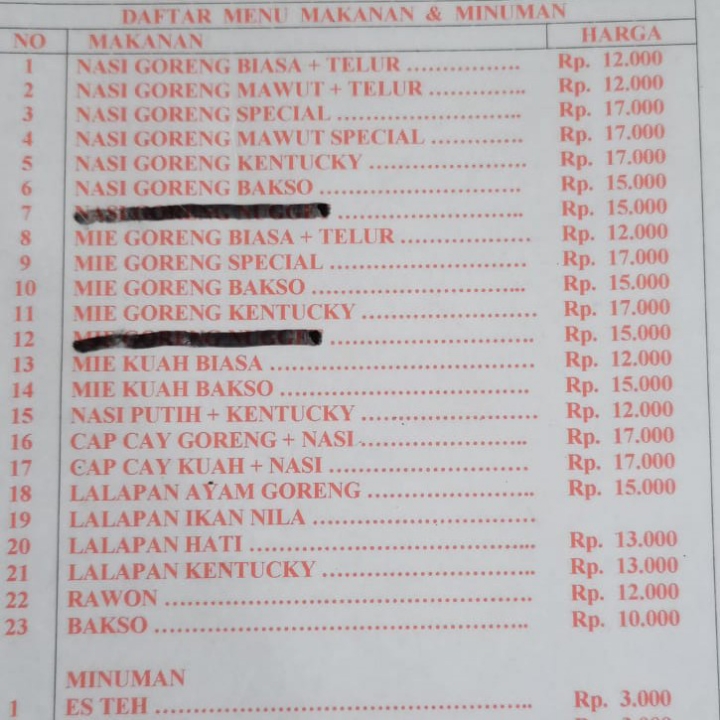 DAFTAR MENU MAKANAN & MINUMAN
NO MAKANAN HARGA
1 NASI GORENG BIASA + TELUR ................ Rp. 12.000
2 NASI GORENG MAWUT + TELUR .............. Rp. 12.000
3 NASI GORENG SPECIAL ........................... Rp. 17.000
4 NASI GORENG MAWUT SPECIAL ............. Rp. 17.000
5 NASI GORENG KENTUCKY ....................... Rp. 17.000
6 NASI GORENG BAKSO ............................. Rp. 15.000
7 ........................... Rp. 15.000
8 MIE GORENG BIASA + TELUR ................... Rp. 12.000
9 MIE GORENG SPECIAL ............................ Rp. 17.000
10 MIE GORENG BAKSO ............................... Rp. 15.000
11 MIE GORENG KENTUCKY ......................... Rp. 17.000
12 ............................. Rp. 15.000
13 MIE KUAH BIASA ...................................... Rp. 12.000
14 MIE KUAH BAKSO .................................... Rp. 15.000
15 NASI PUTIH + KENTUCKY ......................... Rp. 12.000
16 CAP CAY GORENG + NASI ........................ Rp. 17.000
17 CAP CAY KUAH + NASI ............................. Rp. 17.000
18 LALAPAN AYAM GORENG ........................ Rp. 15.000
19 LALAPAN IKAN NILA ................................
20 LALAPAN HATI ......................................... Rp. 13.000
21 LALAPAN KENTUCKY ............................... Rp. 13.000
22 RAWON .................................................... Rp. 12.000
23 BAKSO ..................................................... Rp. 10.000
MINUMAN
1 ES TEH ..................................................... Rp. 3.000